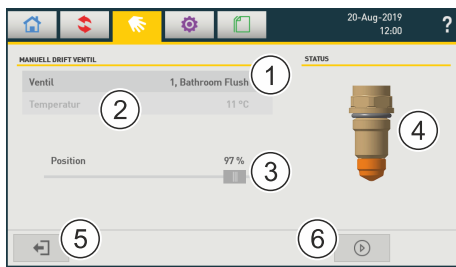 20-Aug-2019
12:00
?
MANUELL DRIFT VENTIL
STATUS
Ventil 1, Bathroom Flush
Temperatur 11 °C
Position 97 %
1
2
3
4
5
6